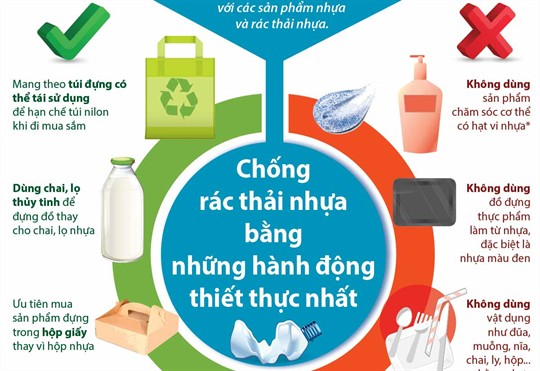 với các sản phẩm nhựa
và rác thải nhựa.
Mang theo túi đựng có
thể tái sử dụng
để hạn chế túi nilon
khi đi mua sắm
Không dùng
sản phẩm
chăm sóc cơ thể
có hạt vi nhựa*
Chống
rác thải nhựa
bằng
những hành động
thiết thực nhất
Dùng chai, lọ
thủy tinh để
đựng đồ thay
cho chai, lọ nhựa
Không dùng
đồ đựng
thực phẩm
làm từ nhựa,
đặc biệt là
nhựa màu đen
Ưu tiên mua
sản phẩm đựng
trong hộp giấy
thay vì hộp nhựa
Không dùng
vật dụng
như dũa,
muỗng, nĩa,
chai, ly, hộp...